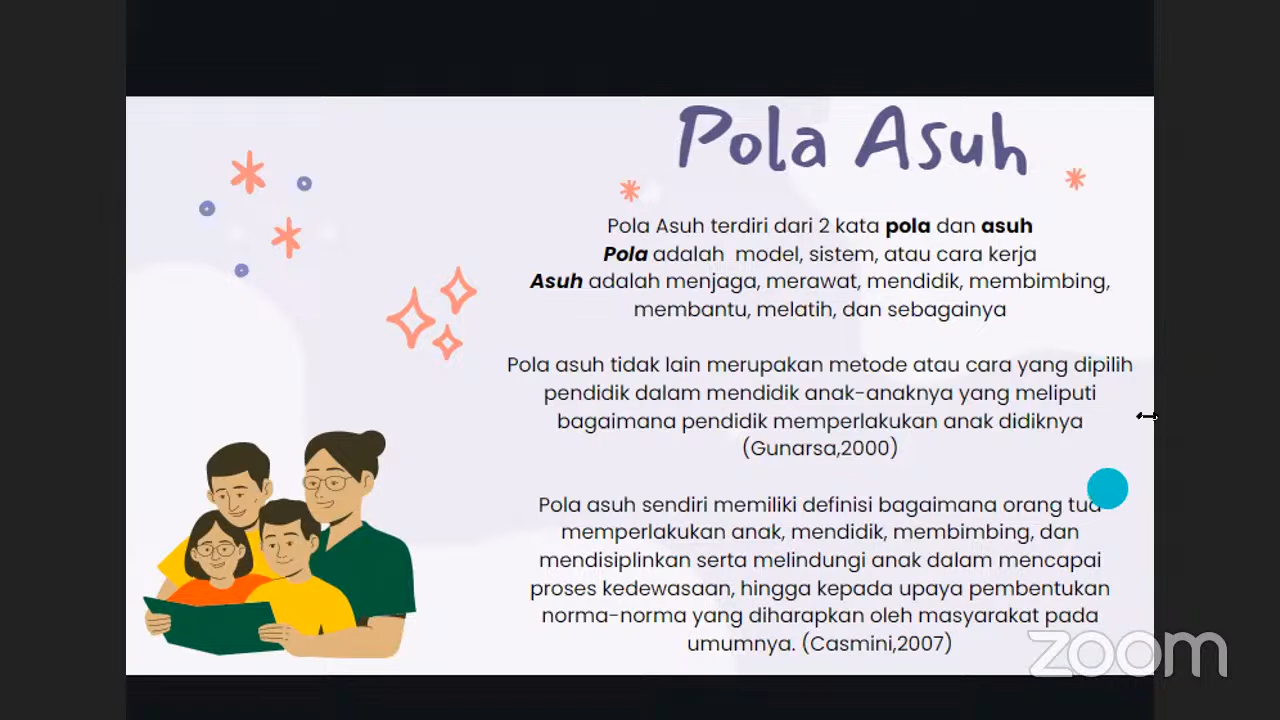 Pola Asuh
Pola Asuh terdiri dari 2 kata pola dan asuh
Pola adalah model, sistem, atau cara kerja
Asuh adalah menjaga, merawat, mendidik, membimbing,
membantu, melatih, dan sebagainya
Pola asuh tidak lain merupakan metode atau cara yang dipilih
pendidik dalam mendidik anak-anaknya yang meliputi
bagaimana pendidik memperlakukan anak didiknya
(Gunarsa,2000)
Pola asuh sendiri memiliki definisi bagaimana orang tua
memperlakukan anak, mendidik, membimbing, dan
mendisiplinkan serta melindungi anak dalam mencapai
proses kedewasaan, hingga kepada upaya pembentukan
norma-norma yang diharapkan oleh masyarakat pada
umumnya. (Casmini,2007)
zoom